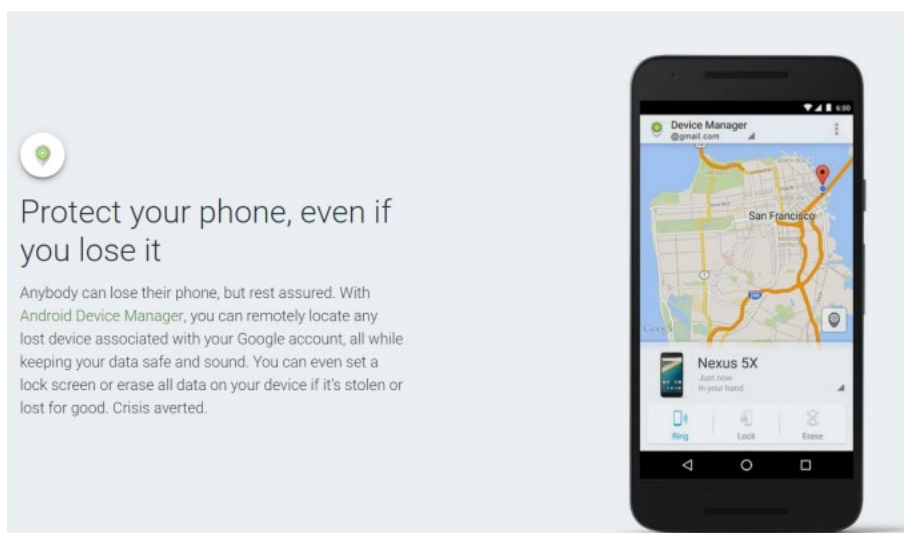 Protect your phone, even if
you lose it
Anybody can lose their phone, but rest assured. With
Android Device Manager, you can remotely locate any
lost device associated with your Google account, all while
keeping your data safe and sound. You can even set a
lock screen or erase all data on your device if it's stolen or
lost for good. Crisis averted.
6:00
Device Manager
@gmail.com
San Francisco
Google
Nexus 5X
Just now
In your hand
Ring Lock Erase